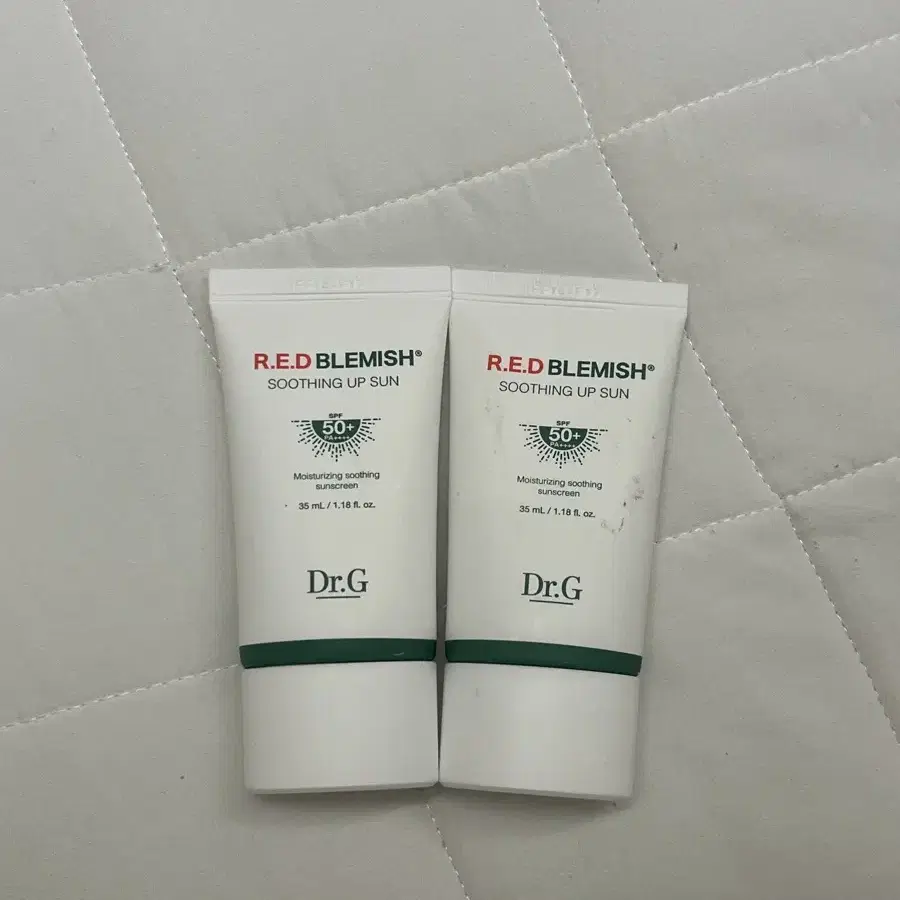 R.E.D BLEMISH®
SOOTHING UP SUN
SPF
50+
PA++++
Moisturizing soothing
sunscreen
35 mL / 1.18 fl. oz.
Dr.G
R.E.D BLEMISH®
SOOTHING UP SUN
SPF
50+
PA++++
Moisturizing soothing
sunscreen
35 mL / 1.18 fl. oz.
Dr.G